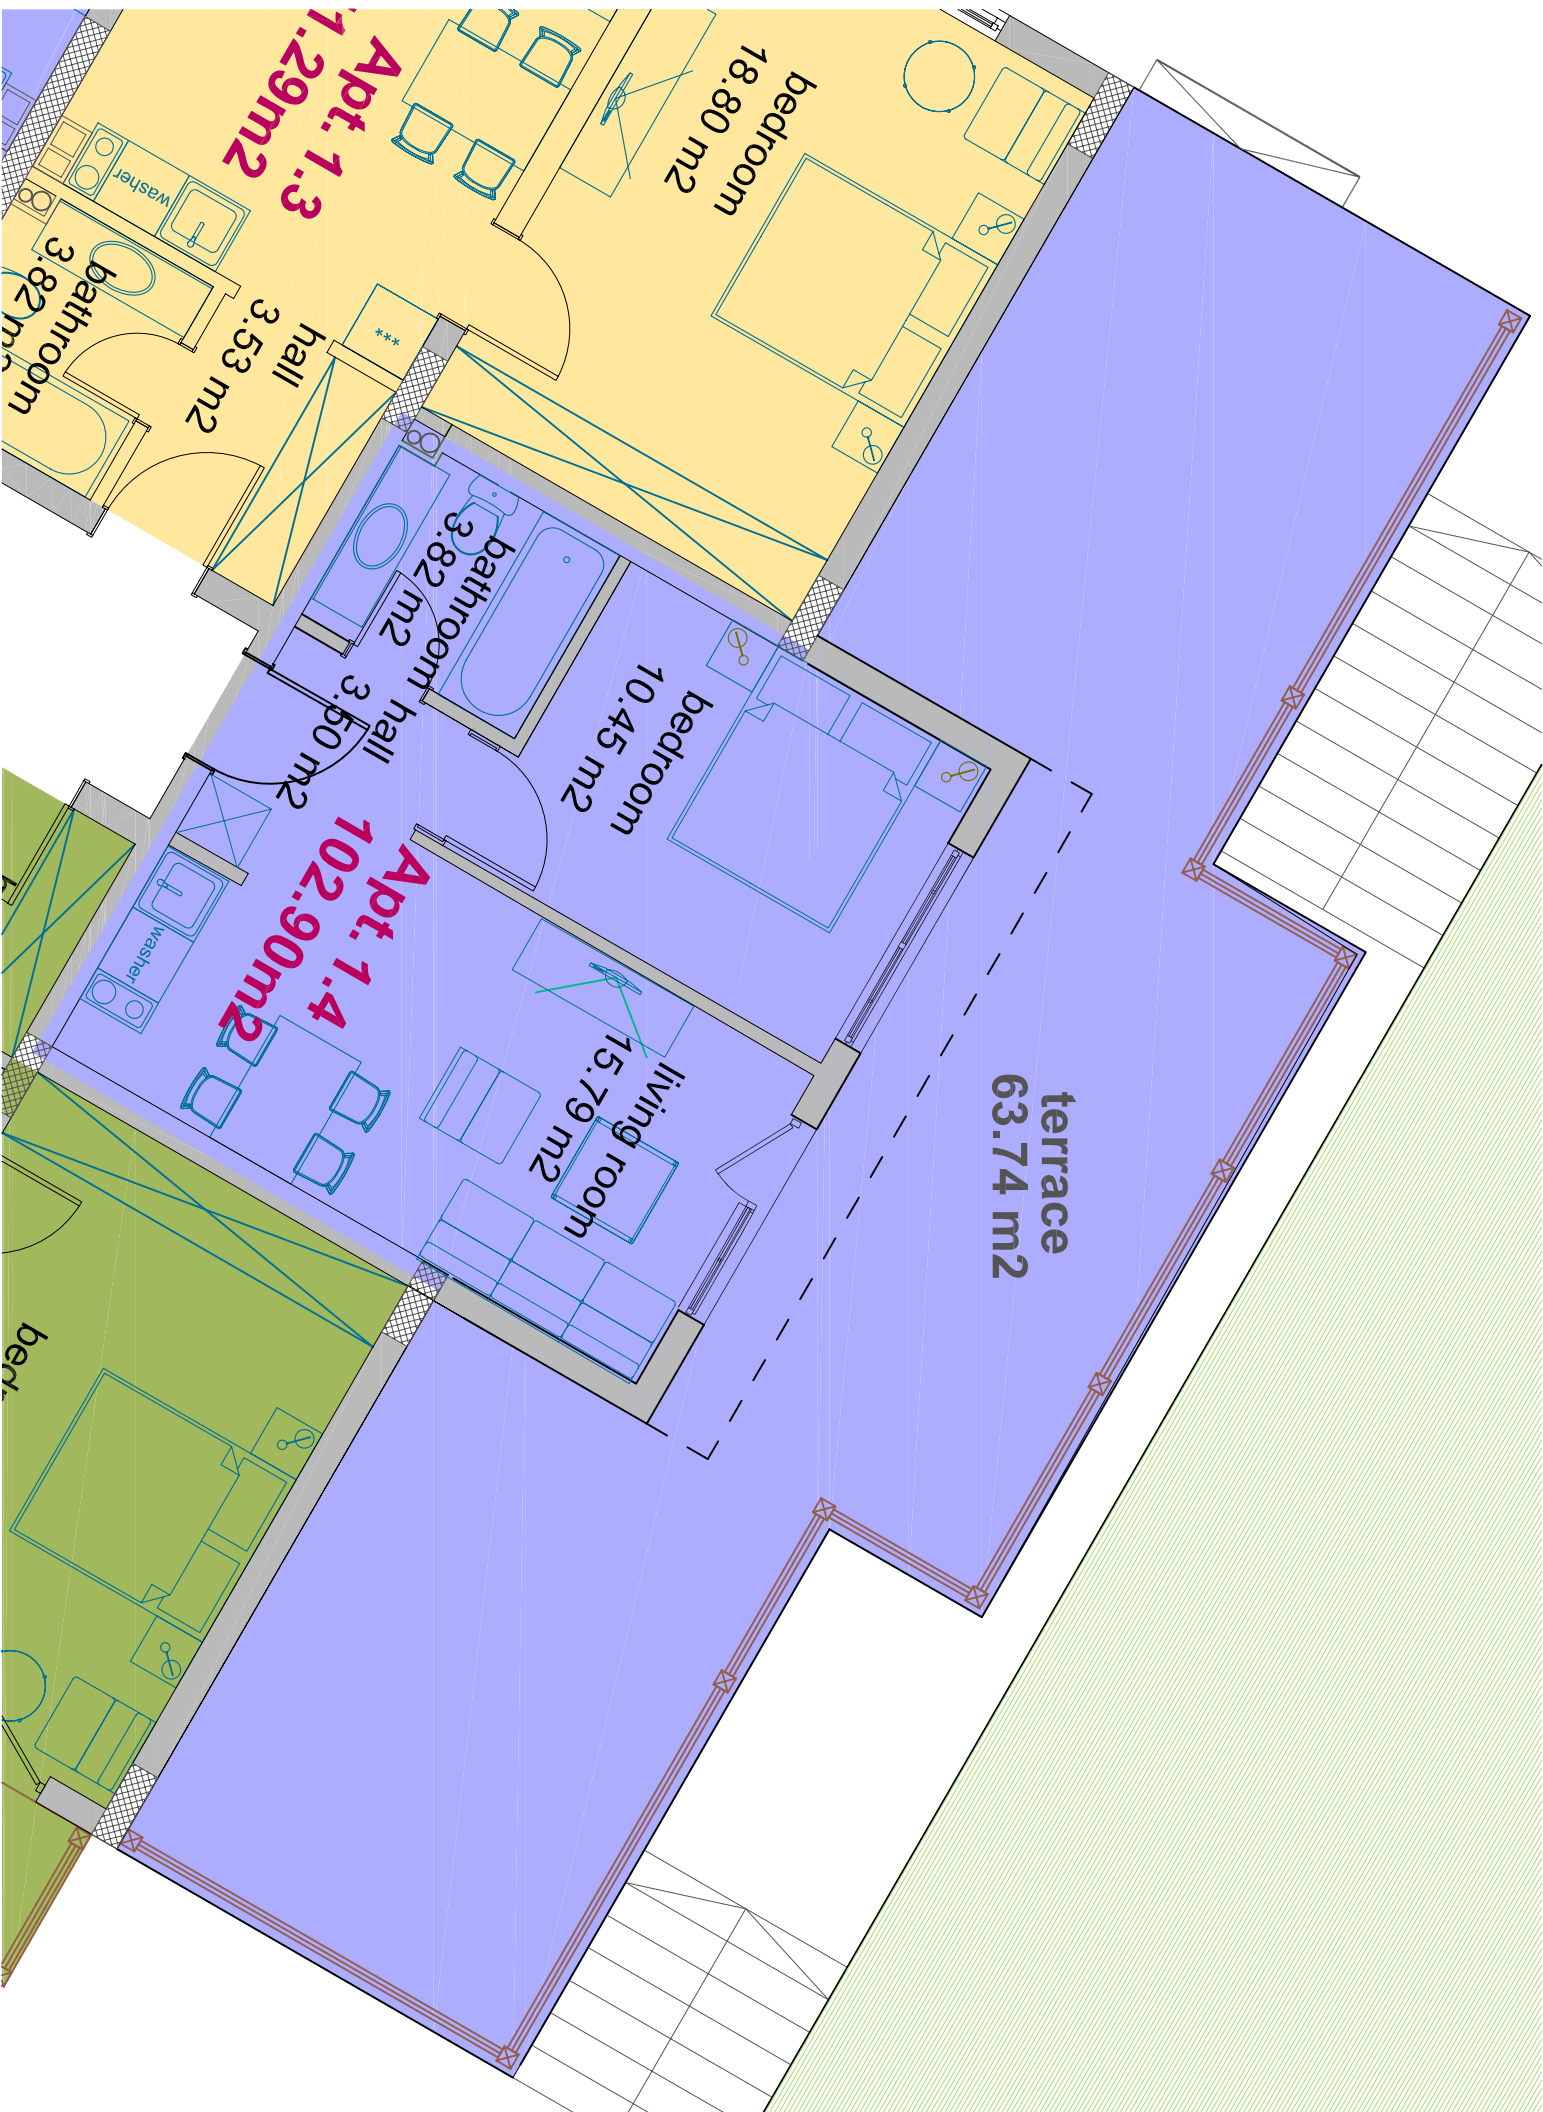 Apt. 1.3
1.29m2
bedroom
18.80 m2
washer
***
bathroom
3.82 m2
hall
3.53 m2
bathroom
3.82 m2
hall
3.50 m2
bedroom
10.45 m2
Apt. 1.4
102.90m2
washer
living room
15.79 m2
terrace
63.74 m2